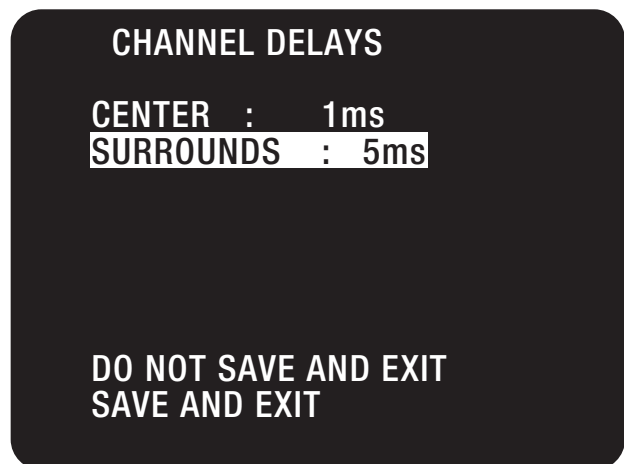 CHANNEL DELAYS
CENTER : 1ms
SURROUNDS : 5ms
DO NOT SAVE AND EXIT
SAVE AND EXIT